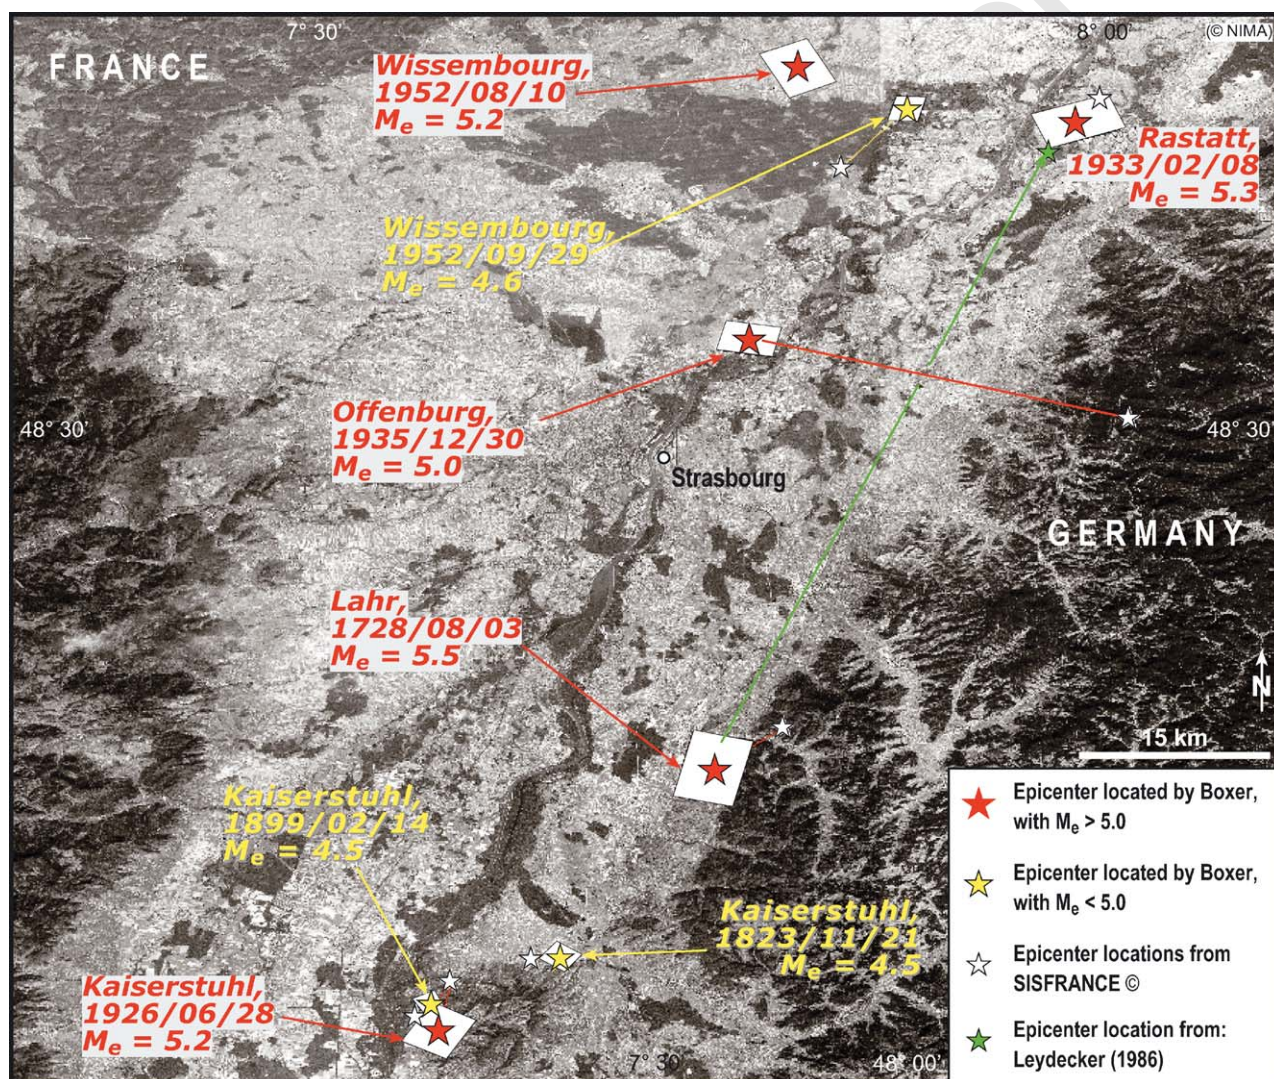 7° 30'
8° 00'
(© NIMA)
FRANCE
Wissembourg,
1952/08/10
Me = 5.2
Rastatt,
1933/02/08
Me = 5.3
Wissembourg,
1952/09/29
Me = 4.6
Offenburg,
1935/12/30
Me = 5.0
48° 30'
48° 30'
Strasbourg
GERMANY
Lahr,
1728/08/03
Me = 5.5
N
15 km
Kaiserstuhl,
1899/02/14
Me = 4.5
Kaiserstuhl,
1823/11/21
Me = 4.5
Kaiserstuhl,
1926/06/28
Me = 5.2
7° 30'
48° 00'
Epicenter located by Boxer,
with Me > 5.0
Epicenter located by Boxer,
with Me < 5.0
Epicenter locations from
SISFRANCE ©
Epicenter location from:
Leydecker (1986)